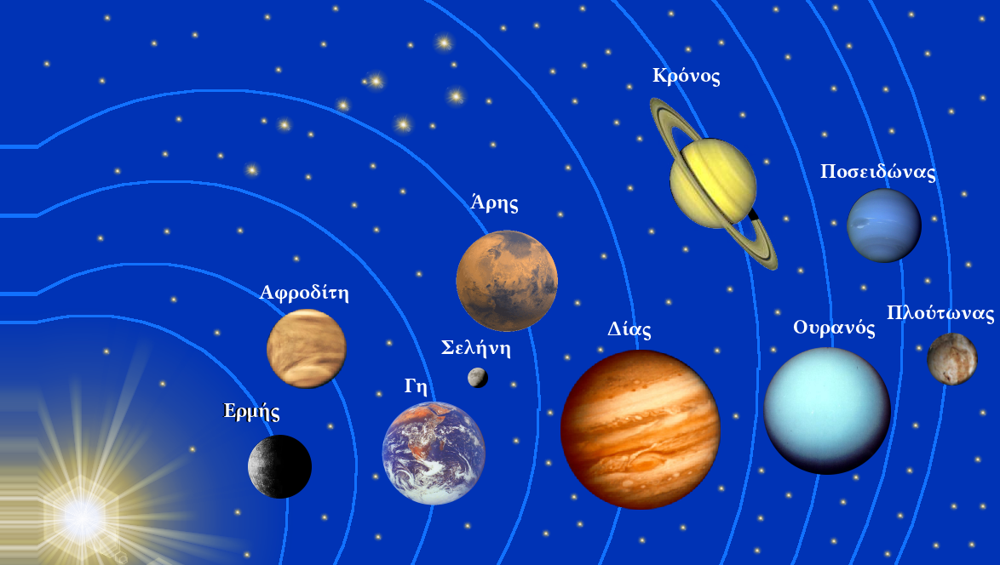 Κρόνος
Ποσειδώνας
Άρης
Αφροδίτη
Πλούτωνας
Δίας
Ουρανός
Σελήνη
Γη
Ερμής